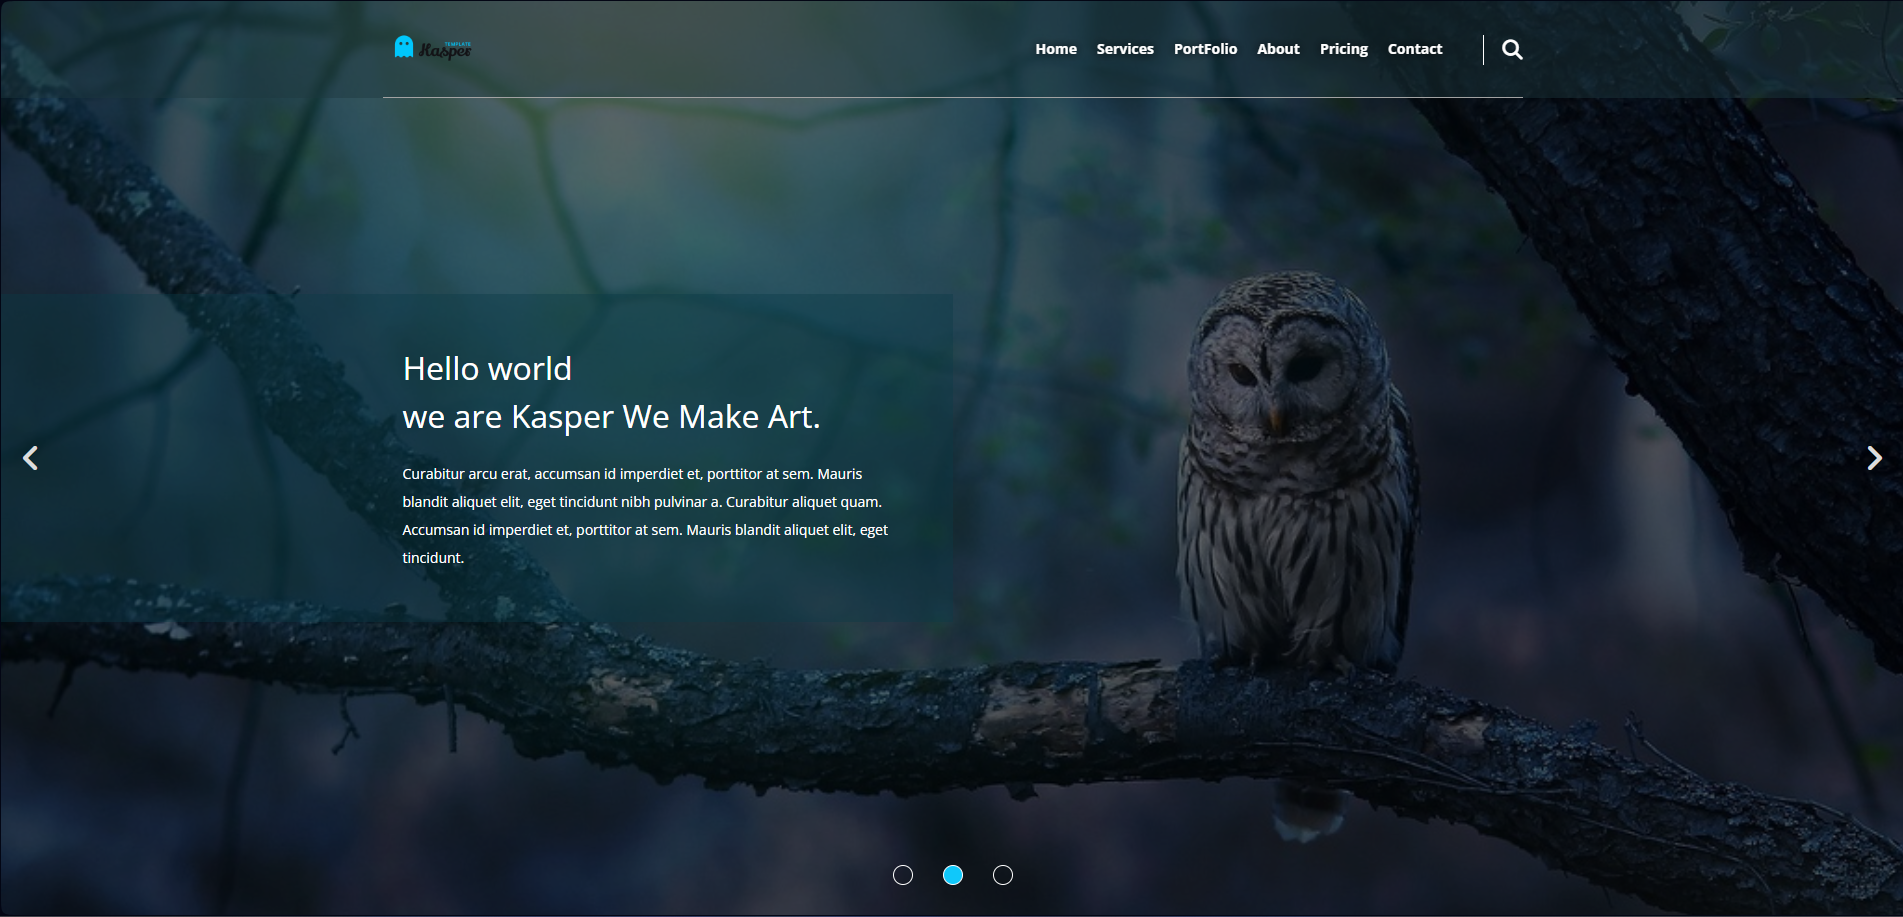 TEMPLATE
Kasper
Home Services PortFolio About Pricing Contact
Hello world
we are Kasper We Make Art.
Curabitur arcu erat, accumsan id imperdiet et, porttitor at sem. Mauris
blandit aliquet elit, eget tincidunt nibh pulvinar a. Curabitur aliquet quam.
Accumsan id imperdiet et, porttitor at sem. Mauris blandit aliquet elit, eget
tincidunt.